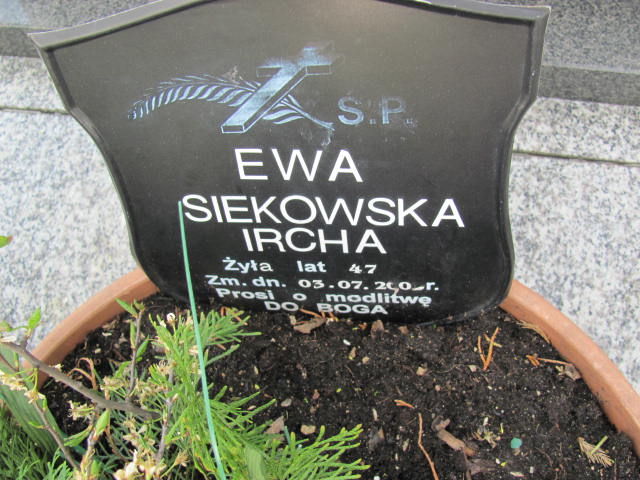 S.P.
EWA
SIEKOWSKA
IRCHA
Żyła lat 47
Zm. dn.
Prosi o modlitwę
DO BOGA